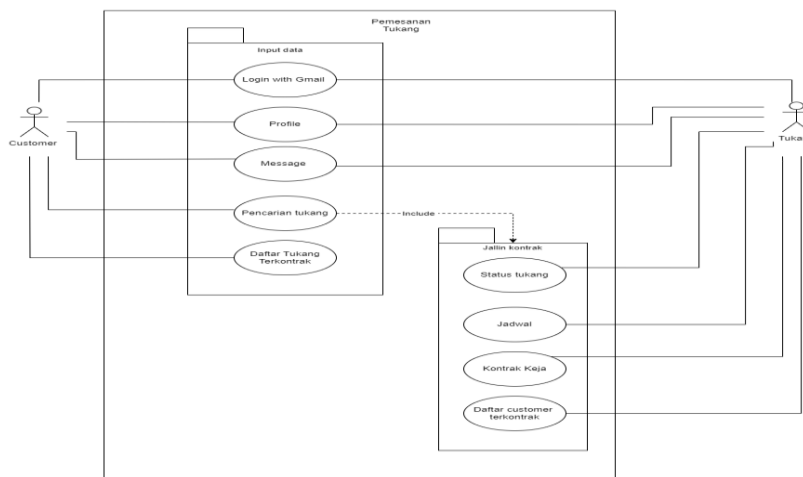 Pemesanan
Tukang
Input data
Login with Gmail
Profile
Customer
Message
Pencarian tukang
Include
Daftar Tukang
Terkontrak
Jallin kontrak
Status tukang
Jadwal
Kontrak Keja
Daftar customer
terkontrak